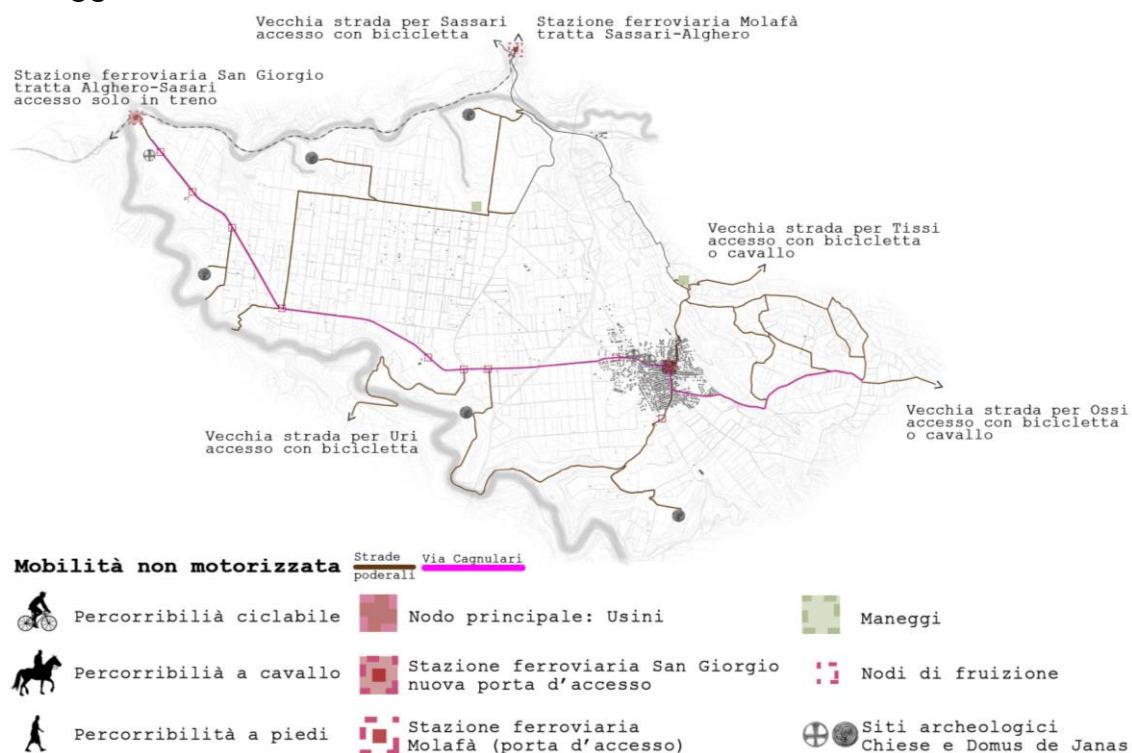 Vecchia strada per Sassari
accesso con bicicletta
Stazione ferroviaria Molafà
tratta Sassari-Alghero
Stazione ferroviaria San Giorgio
tratta Alghero-Sasari
accesso solo in treno
Vecchia strada per Tissi
accesso con bicicletta
o cavallo
Vecchia strada per Ossi
accesso con bicicletta
o cavallo
Vecchia strada per Uri
accesso con bicicletta
Mobilità non motorizzata
Strade
poderali
Via Cagnulari
Percorribilià ciclabile
Nodo principale: Usini
Maneggi
Percorribilià a cavallo
Stazione ferroviaria San Giorgio
nuova porta d'accesso
Nodi di fruizione
Percorribilità a piedi
Stazione ferroviaria
Molafà (porta d'accesso)
Siti archeologici
Chiese e Domus de Janas